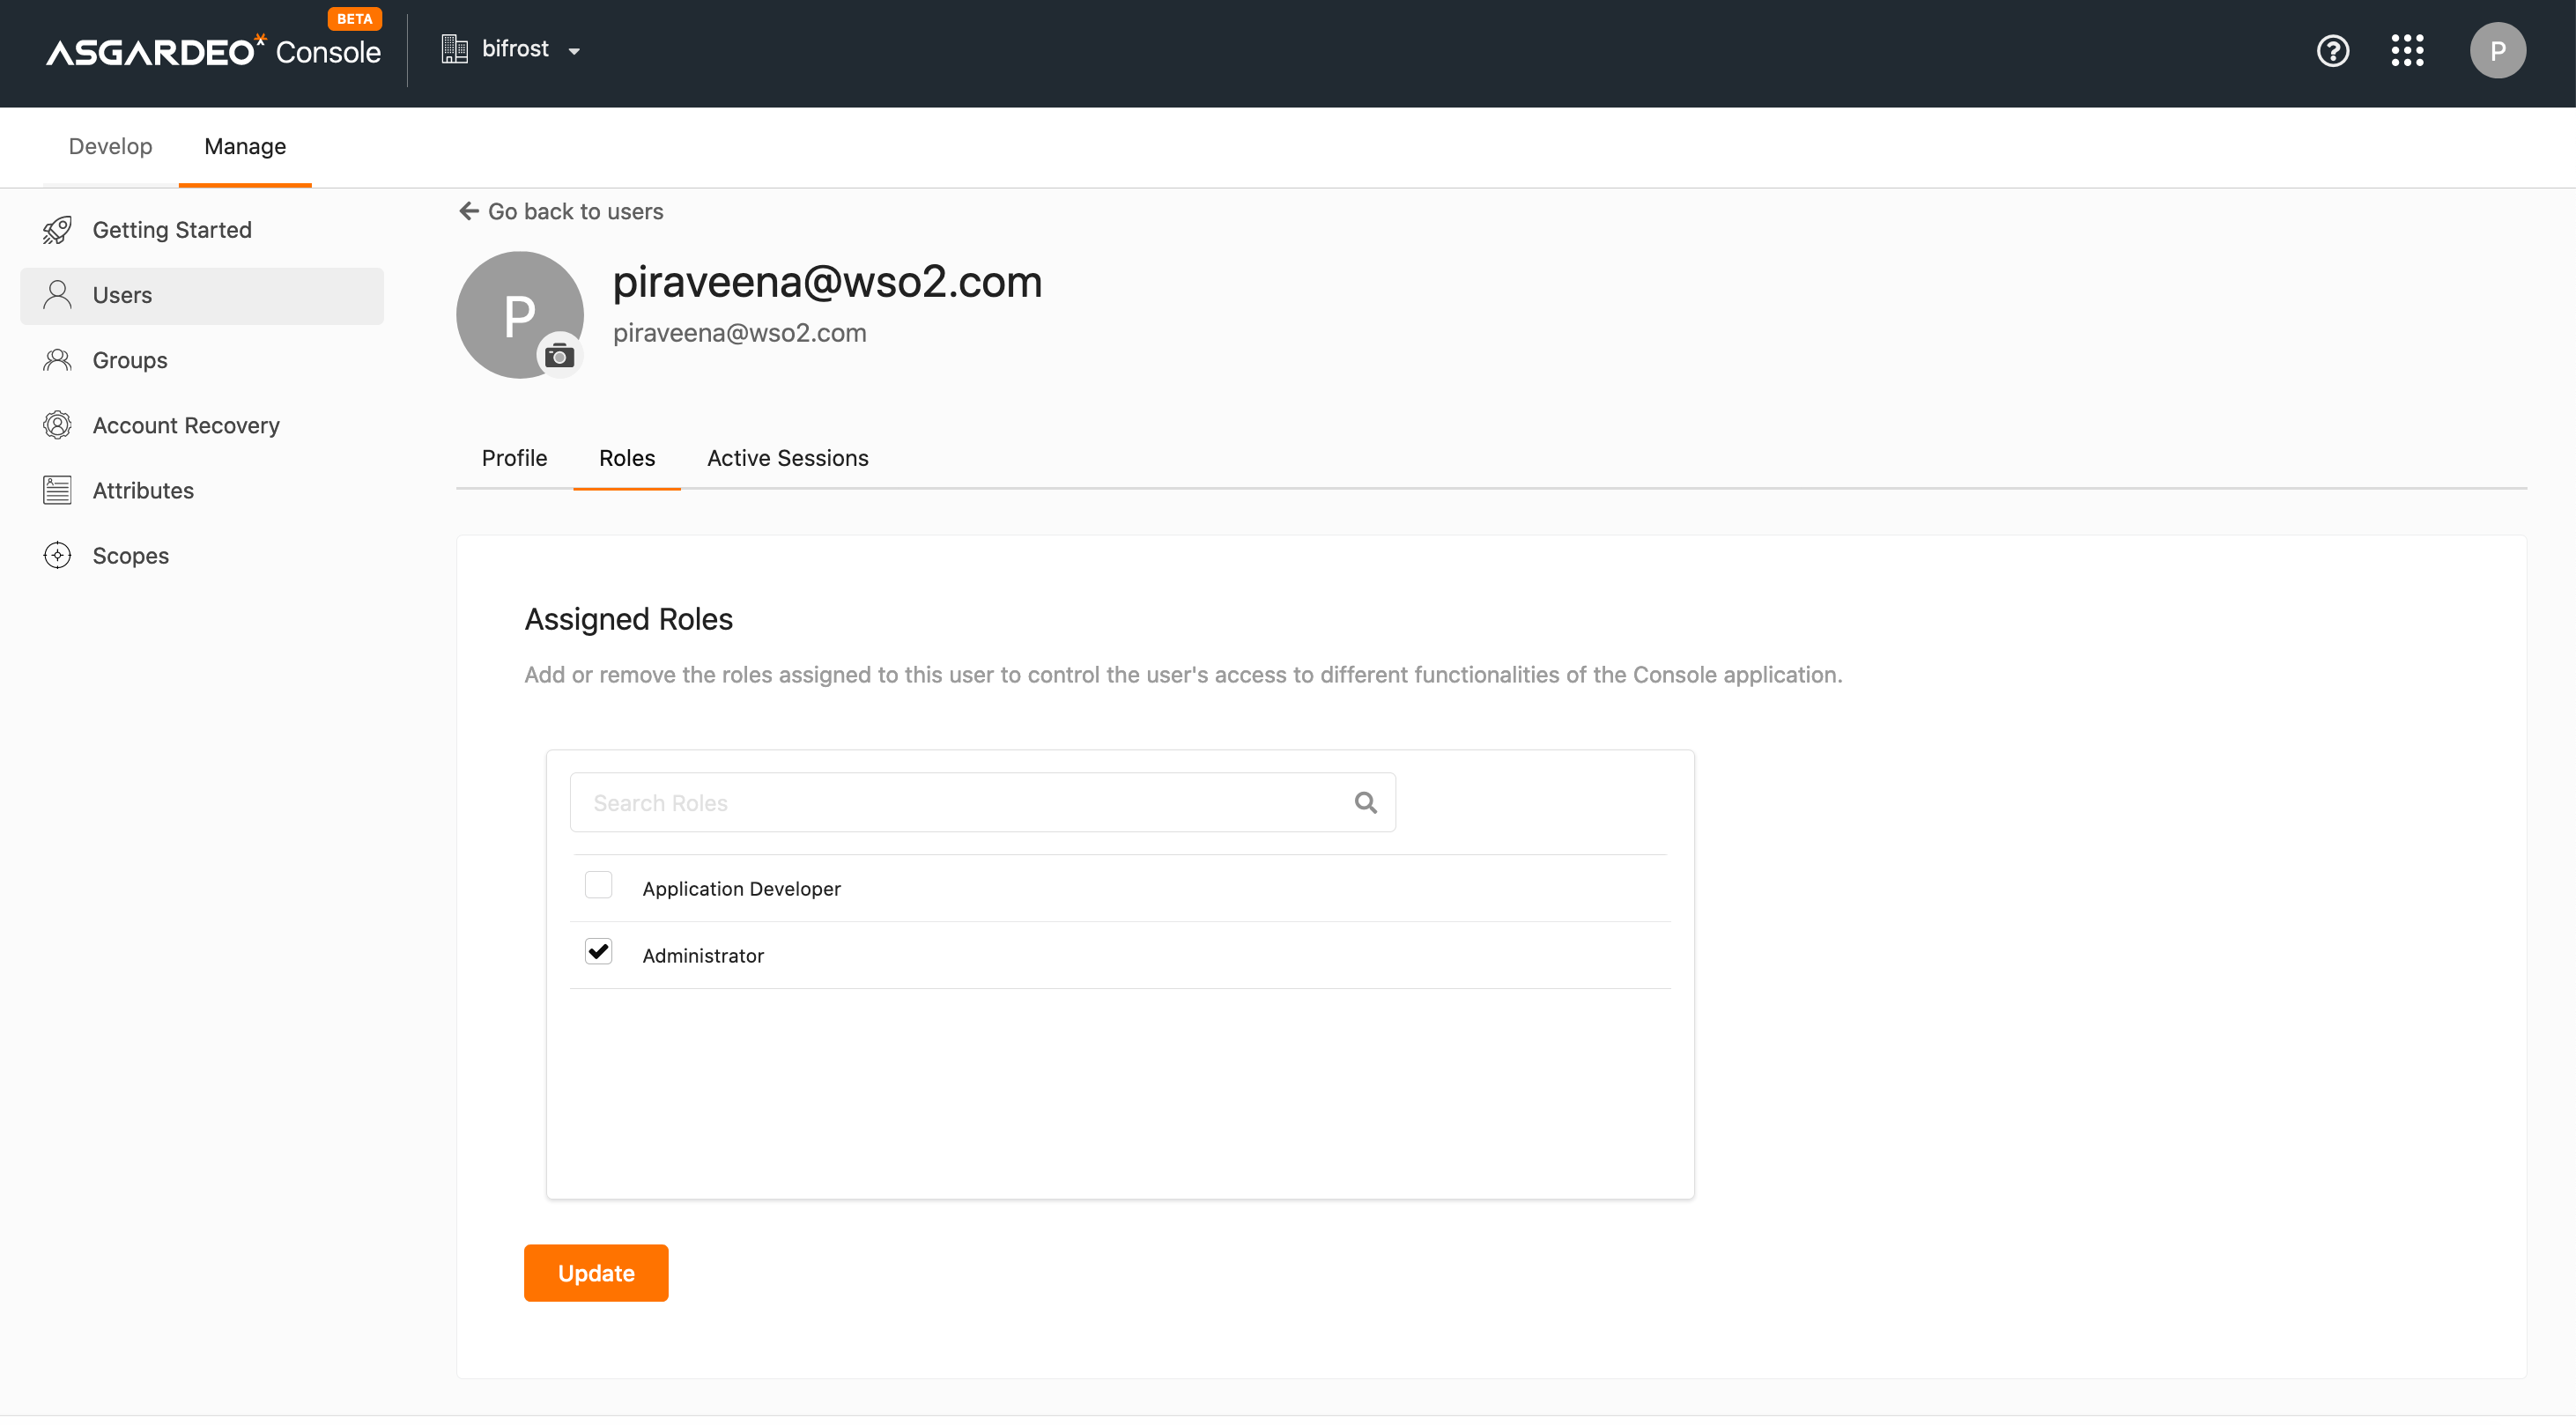 BETA
ASGARDEO Console
bifrost
P
Develop
Manage
Getting Started
Users
Groups
Account Recovery
Attributes
Scopes
Go back to users
P
piraveena@wso2.com
piraveena@wso2.com
Profile
Roles
Active Sessions
Assigned Roles
Add or remove the roles assigned to this user to control the user's access to different functionalities of the Console application.
Search Roles
Application Developer
Administrator
Update